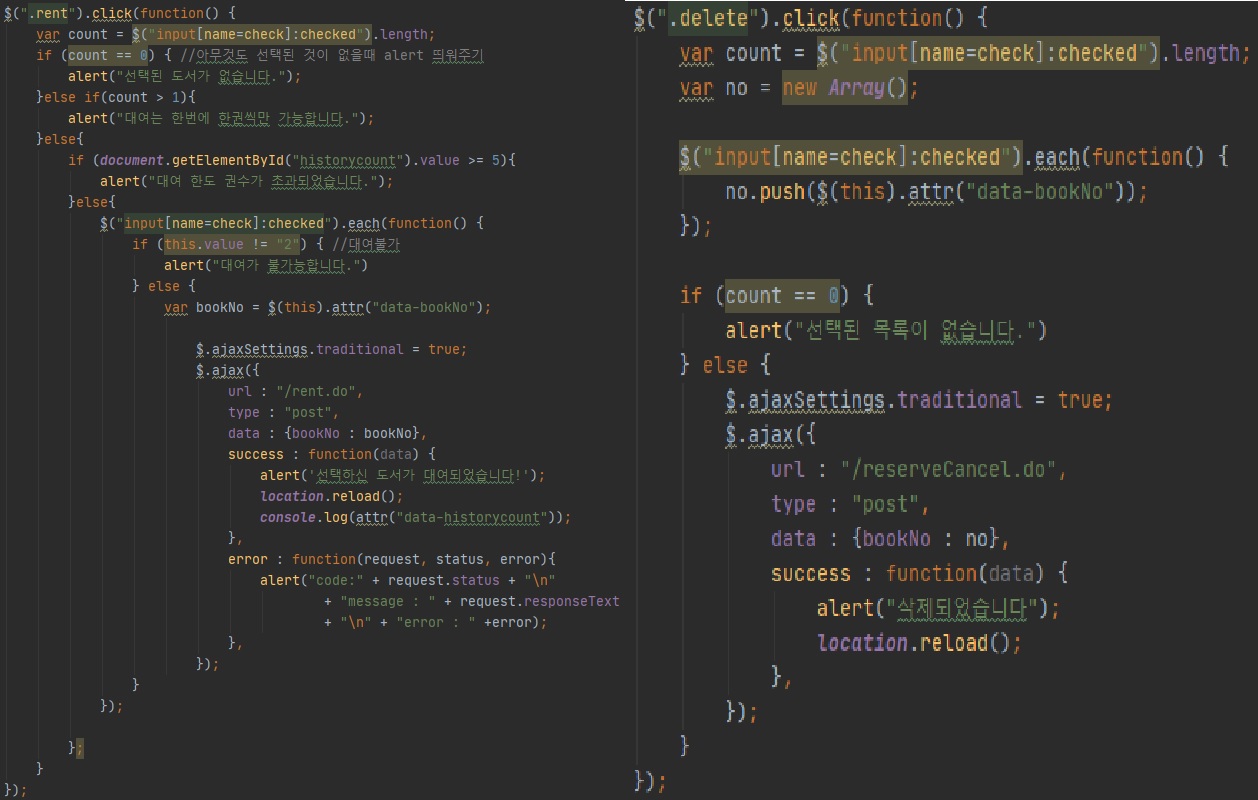 $(".rent").click(function() {
var count = $("input[name=check]:checked").length;
if (count == 0) { //아무것도 선택된 것이 없을때 alert 띄워주기
alert("선택된 도서가 없습니다.");
}else if(count > 1){
alert("대여는 한번에 한권씩만 가능합니다.");
}else{
if (document.getElementById("historycount").value >= 5){
alert("대여 한도 권수가 초과되었습니다.");
}else{
$("input[name=check]:checked").each(function() {
if (this.value != "2") { //대여불가
alert("대여가 불가능합니다.")
} else {
var bookNo = $(this).attr("data-bookNo");
$.ajaxSettings.traditional = true;
$.ajax({
url : "/rent.do",
type : "post",
data : {bookNo : bookNo},
success : function(data) {
alert('선택하신 도서가 대여되었습니다!');
location.reload();
console.log(attr("data-historycount"));
},
error : function(request, status, error){
alert("code:" + request.status + "\n"
+ "message : " + request.responseText
+ "\n" + "error : " +error);
},
});
}
});
};
}
});
$(".delete").click(function() {
var count = $("input[name=check]:checked").length;
var no = new Array();
$("input[name=check]:checked").each(function() {
no.push($(this).attr("data-bookNo"));
});
if (count == 0) {
alert("선택된 목록이 없습니다.")
} else {
$.ajaxSettings.traditional = true;
$.ajax({
url : "/reserveCancel.do",
type : "post",
data : {bookNo : no},
success : function(data) {
alert("삭제되었습니다");
location.reload();
},
});
}
});